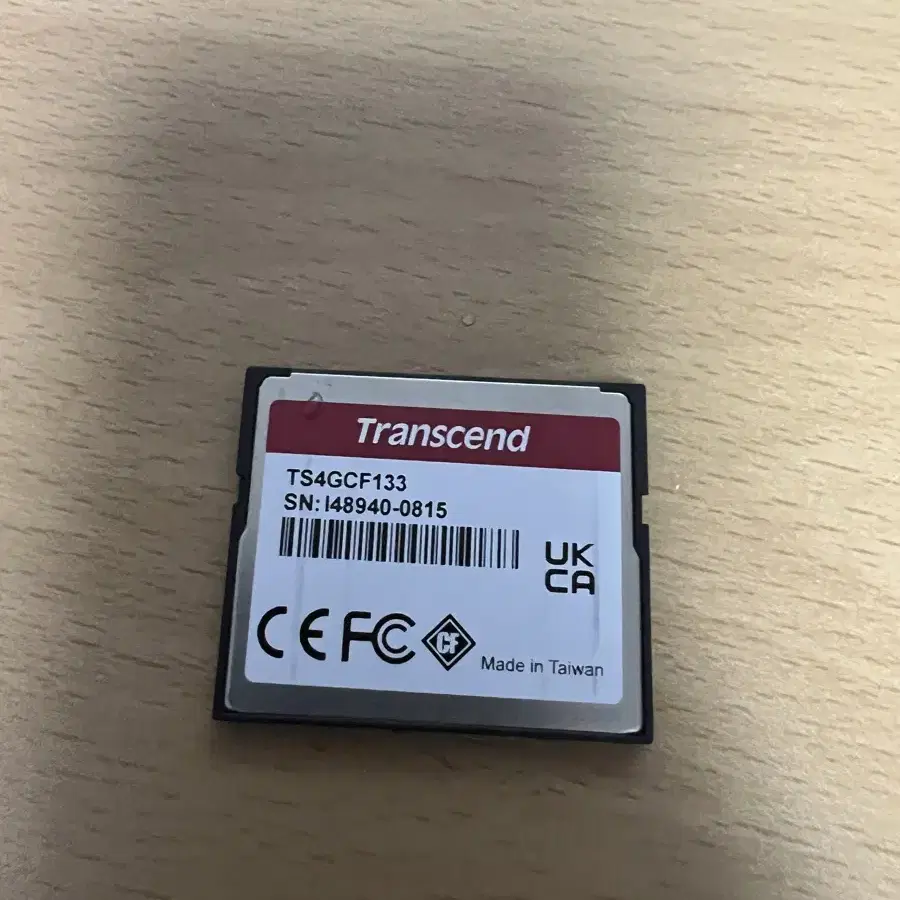 Transcend
TS4GCF133
SN: I48940-0815
UK
CA
CE FC CF
Made in Taiwan